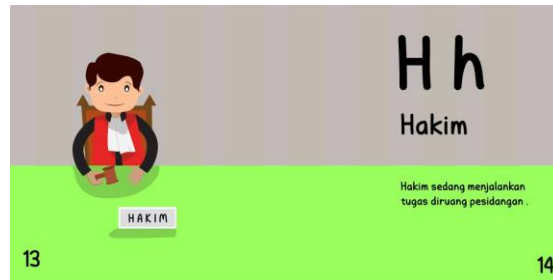 HAKIM
13
H h
Hakim
Hakim sedang menjalankan
tugas diruang pesidangan .
14